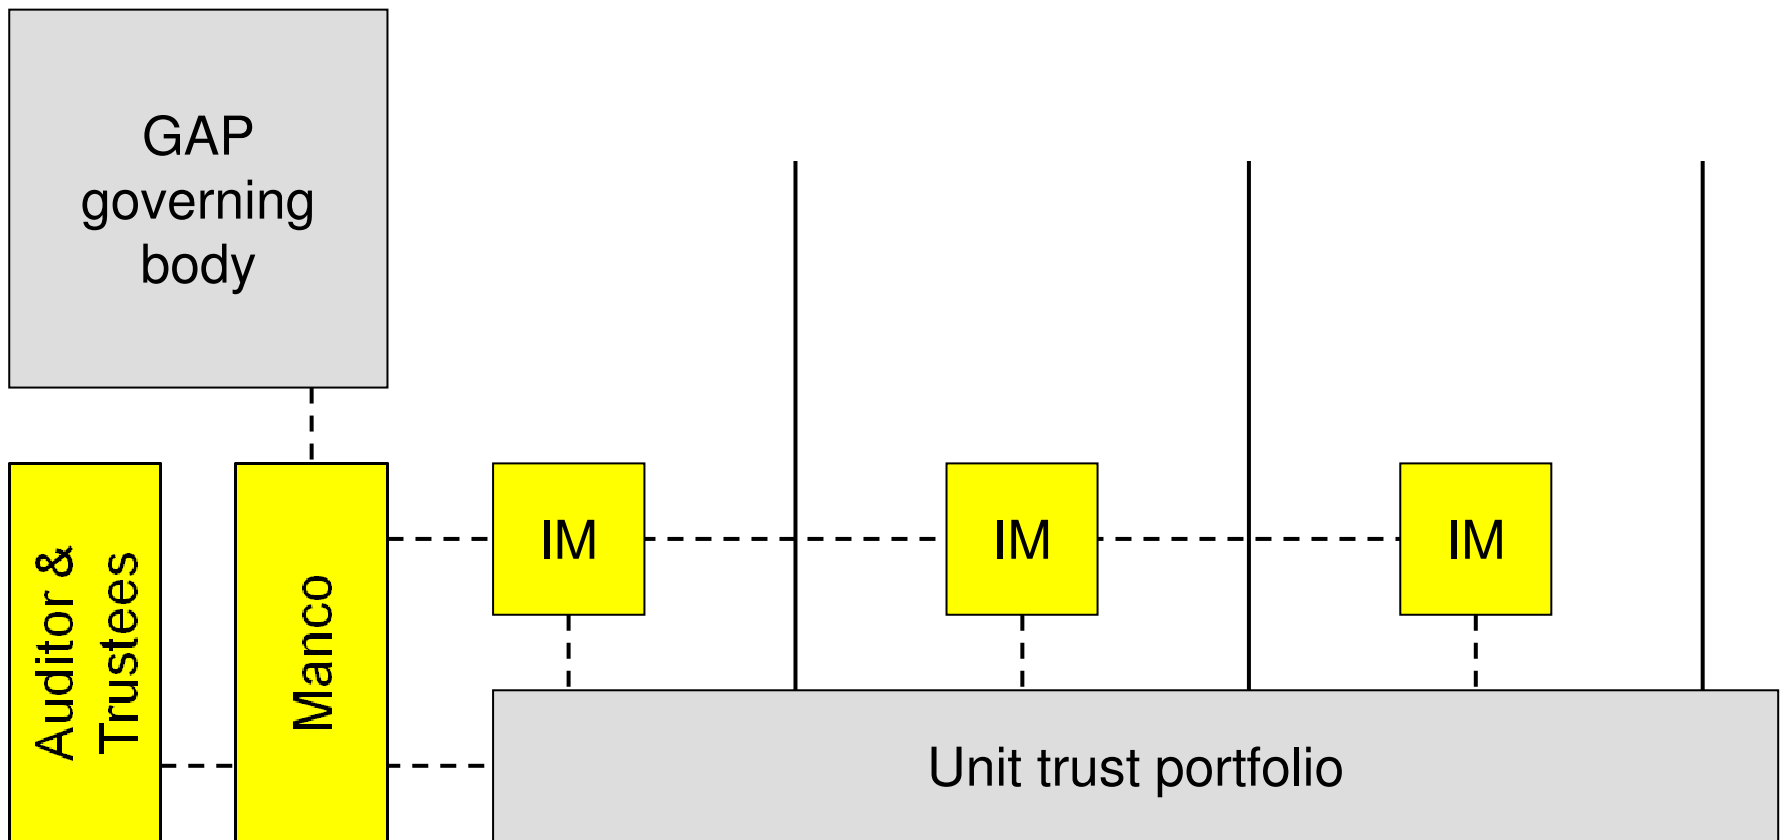 GAP
governing
body
Auditor &
Trustees
Manco
IM
IM
IM
Unit trust portfolio